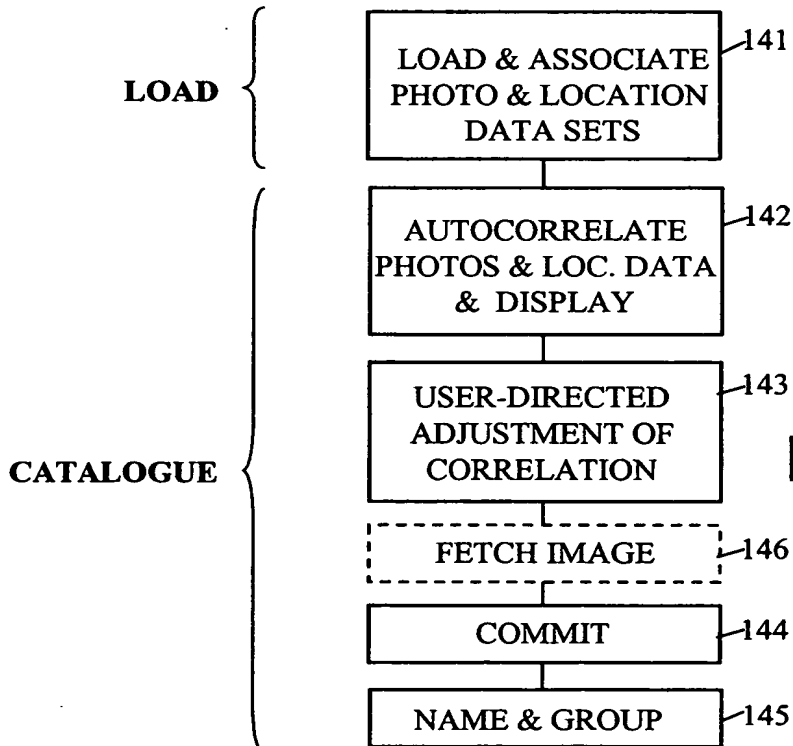 141
LOAD & ASSOCIATE
PHOTO & LOCATION
DATA SETS
LOAD
142
AUTOCORRELATE
PHOTOS & LOC. DATA
& DISPLAY
143
USER-DIRECTED
ADJUSTMENT OF
CORRELATION
CATALOGUE
FETCH IMAGE
146
COMMIT
144
NAME & GROUP
145